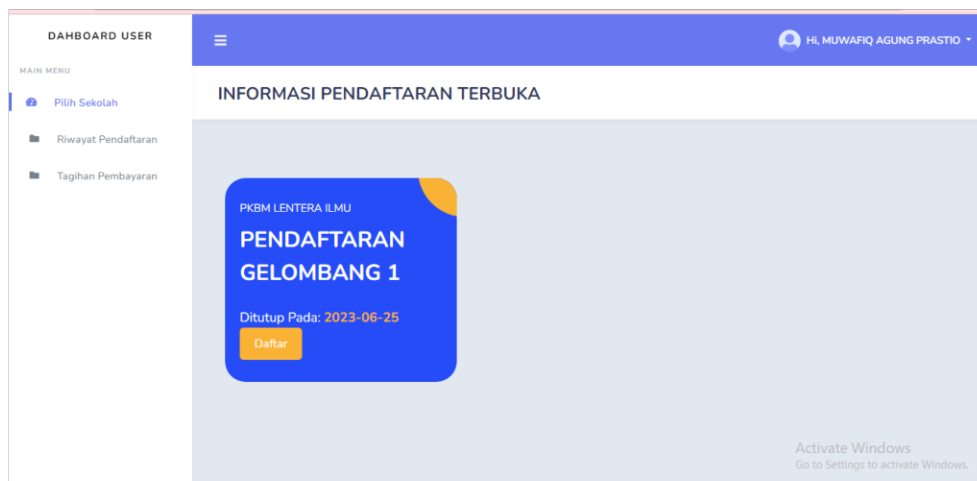 DAHBOARD USER
Hi, MUWAFIQ AGUNG PRASTIO
MAIN MENU
Pilih Sekolah
Riwayat Pendaftaran
Tagihan Pembayaran
INFORMASI PENDAFTARAN TERBUKA
PKBM LENTERA ILMU
PENDAFTARAN
GELOMBANG 1
Ditutup Pada: 2023-06-25
Daftar
Activate Windows
Go to Settings to activate Windows.